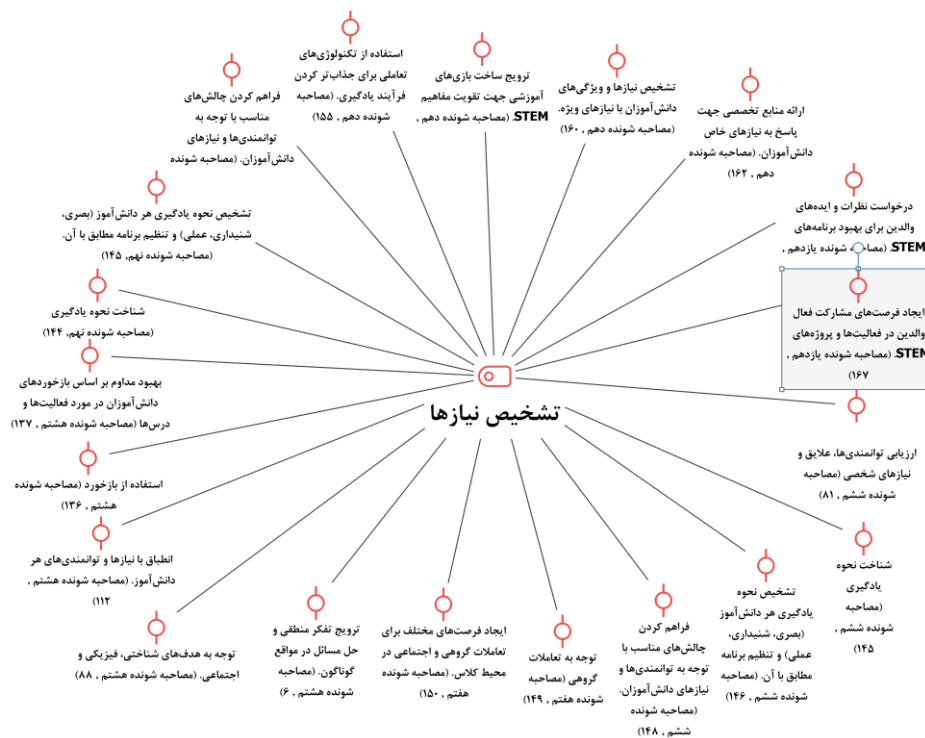 استفاده از تکنولوژی‌های
تعاملی برای جذاب‌تر کردن
فرآیند یادگیری. (مصاحبه
شونده دهم , ۱۵۵)
ترویج ساخت بازی‌های
آموزشی جهت تقویت مفاهیم
STEM. (مصاحبه شونده دهم ,
تشخیص نیازها و ویژگی‌های
دانش‌آموزان با نیازهای ویژه.
(مصاحبه شونده دهم , ۱۶۰)
ارائه منابع تخصصی جهت
پاسخ به نیازهای خاص
دانش‌آموزان. (مصاحبه شونده
دهم , ۱۶۲)
فراهم کردن چالش‌های
مناسب با توجه به
توانمندی‌ها و نیازهای
دانش‌آموزان. (مصاحبه شونده
درخواست نظرات و ایده‌های
والدین برای بهبود برنامه‌های
STEM. (مصاحبه شونده یازدهم ,
تشخیص نحوه یادگیری هر دانش‌آموز (بصری،
شنیداری، عملی) و تنظیم برنامه مطابق با آن.
(مصاحبه شونده نهم, ۱۴۵)
ایجاد فرصت‌های مشارکت فعال
والدین در فعالیت‌ها و پروژه‌های
STEM. (مصاحبه شونده یازدهم ,
۱۶۷)
شناخت نحوه یادگیری
(مصاحبه شونده نهم, ۱۴۴)
بهبود مداوم بر اساس بازخوردهای
دانش‌آموزان در مورد فعالیت‌ها و
درس‌ها (مصاحبه شونده هشتم , ۱۳۷)
تشخیص نیازها
ارزیابی توانمندی‌ها، علایق و
نیازهای شخصی (مصاحبه
شونده ششم , ۸۱)
استفاده از بازخورد (مصاحبه شونده
هشتم , ۱۳۶)
انطباق با نیازها و توانمندی‌های هر
دانش‌آموز. (مصاحبه شونده هشتم ,
۱۱۲)
شناخت نحوه
یادگیری
(مصاحبه
شونده ششم ,
۱۴۵)
تشخیص نحوه
یادگیری هر دانش‌آموز
(بصری، شنیداری،
عملی) و تنظیم برنامه
مطابق با آن. (مصاحبه
شونده ششم , ۱۴۶)
فراهم کردن
چالش‌های مناسب با
توجه به توانمندی‌ها و
نیازهای دانش‌آموزان.
(مصاحبه شونده
ششم , ۱۴۸)
توجه به تعاملات
گروهی (مصاحبه
شونده هفتم , ۱۴۹)
ایجاد فرصت‌های مختلف برای
تعاملات گروهی و اجتماعی در
محیط کلاس. (مصاحبه شونده
هفتم , ۱۵۰)
ترویج تفکر منطقی و
حل مسائل در مواقع
گوناگون. (مصاحبه
شونده هشتم , ۶)
توجه به هدف‌های شناختی، فیزیکی و
اجتماعی. (مصاحبه شونده هشتم , ۸۸)